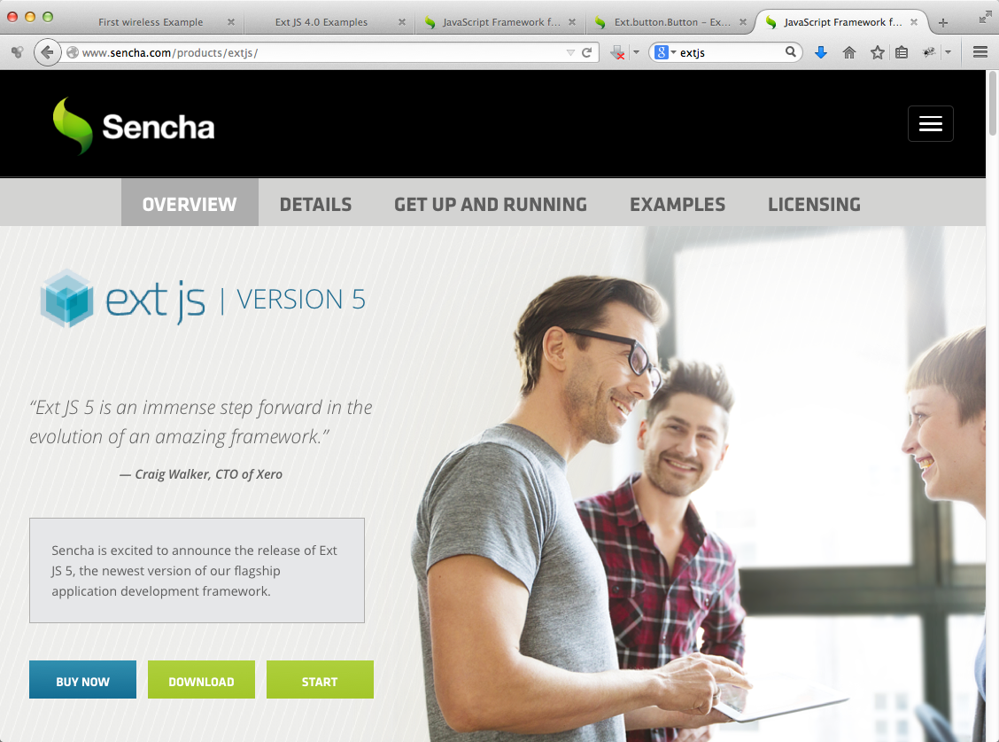 First wireless Example
Ext JS 4.0 Examples
JavaScript Framework f...
Ext.button.Button – Ex...
JavaScript Framework f...
www.sencha.com/products/extjs/
8
extjs
Sencha
OVERVIEW
DETAILS
GET UP AND RUNNING
EXAMPLES
LICENSING
ext js | VERSION 5
“Ext JS 5 is an immense step forward in the
evolution of an amazing framework.”
— Craig Walker, CTO of Xero
Sencha is excited to announce the release of Ext
JS 5, the newest version of our flagship
application development framework.
BUY NOW
DOWNLOAD
START